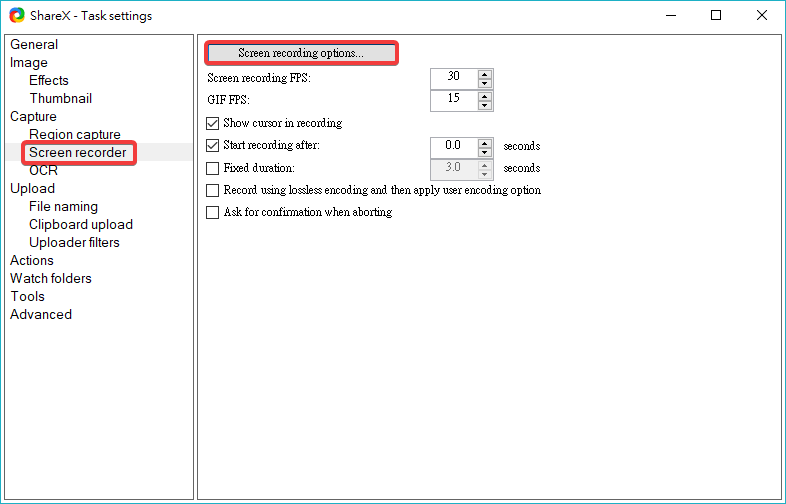 ShareX - Task settings
General
Image
Effects
Thumbnail
Capture
Region capture
Screen recorder
OCR
Upload
File naming
Clipboard upload
Uploader filters
Actions
Watch folders
Tools
Advanced
Screen recording options...
Screen recording FPS: 30
GIF FPS: 15
Show cursor in recording
Start recording after: 0.0 seconds
Fixed duration: 3.0 seconds
Record using lossless encoding and then apply user encoding option
Ask for confirmation when aborting